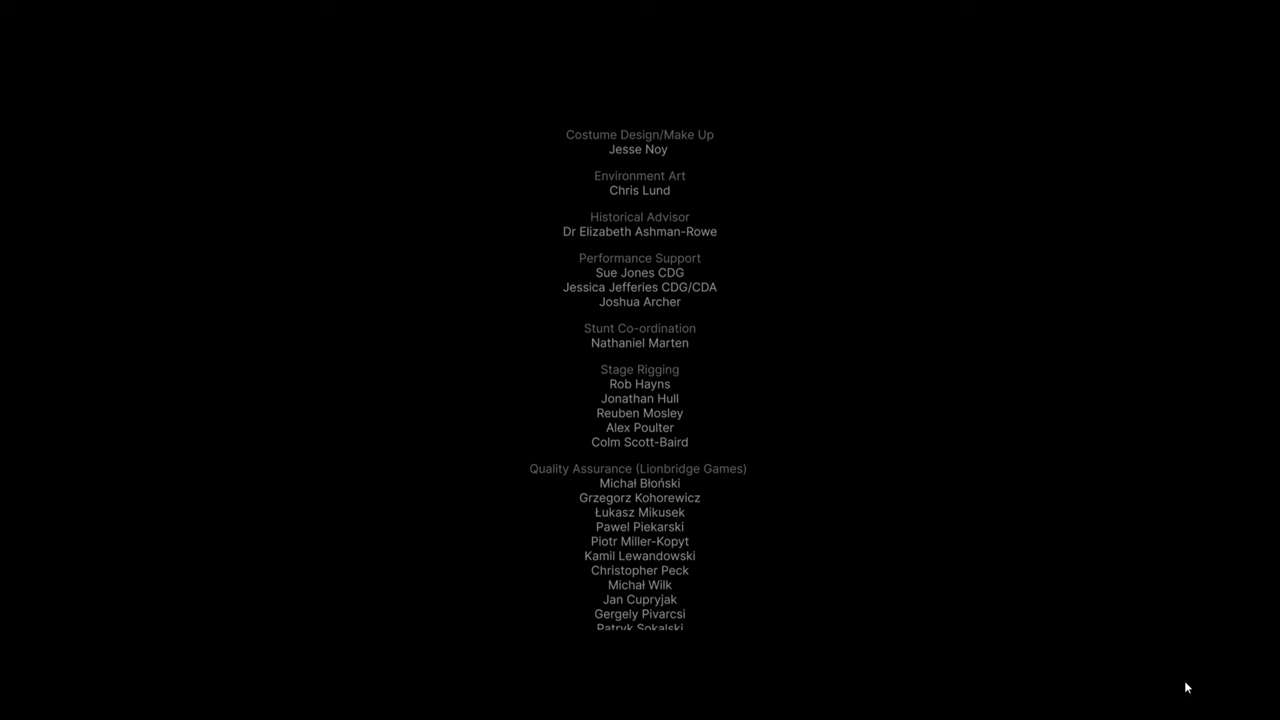 Costume Design/Make Up
Jesse Noy
Environment Art
Chris Lund
Historical Advisor
Dr Elizabeth Ashman-Rowe
Performance Support
Sue Jones CDG
Jessica Jefferies CDG/CDA
Joshua Archer
Stunt Co-ordination
Nathaniel Marten
Stage Rigging
Rob Hayns
Jonathan Hull
Reuben Mosley
Alex Poulter
Colm Scott-Baird
Quality Assurance (Lionbridge Games)
Michał Błoński
Grzegorz Kohorewicz
Łukasz Mikusek
Pawel Piekarski
Piotr Miller-Kopyt
Kamil Lewandowski
Christopher Peck
Michał Wilk
Jan Cupryjak
Gergely Pivarcsi
Patryk Sokalski